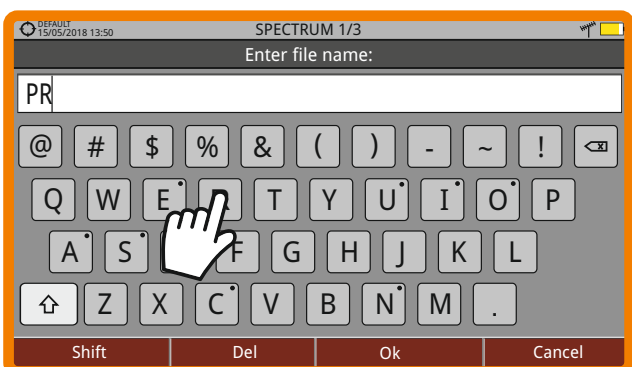 DEFAULT
15/05/2018 13:50 SPECTRUM 1/3
Enter file name:
PR
@ # $ % & ( ) - ~ !
Q W E R T Y U I O P
A S F G H J K L
Z X C V B N M .
Shift Del Ok Cancel